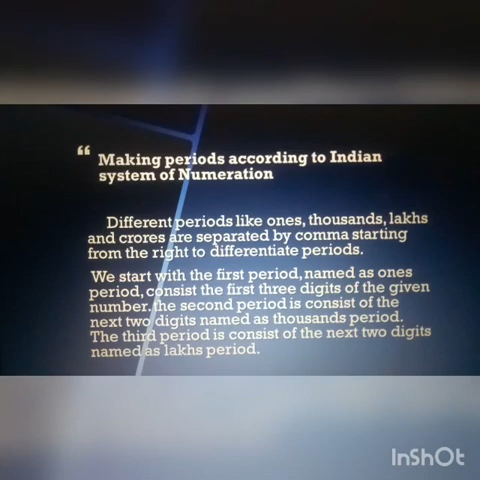 “ Making periods according to Indian
system of Numeration
Different periods like ones, thousands, lakhs
and crores are separated by comma starting
from the right to differentiate periods.
We start with the first period, named as ones
period, consist the first three digits of the given
number. the second period is consist of the
next two digits named as thousands period.
The third period is consist of the next two digits
named as lakhs period.
InShOt